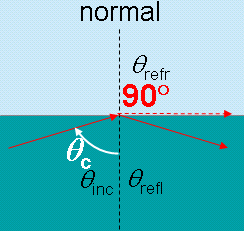 normal
θrefr
90°
θc
θinc θrefl